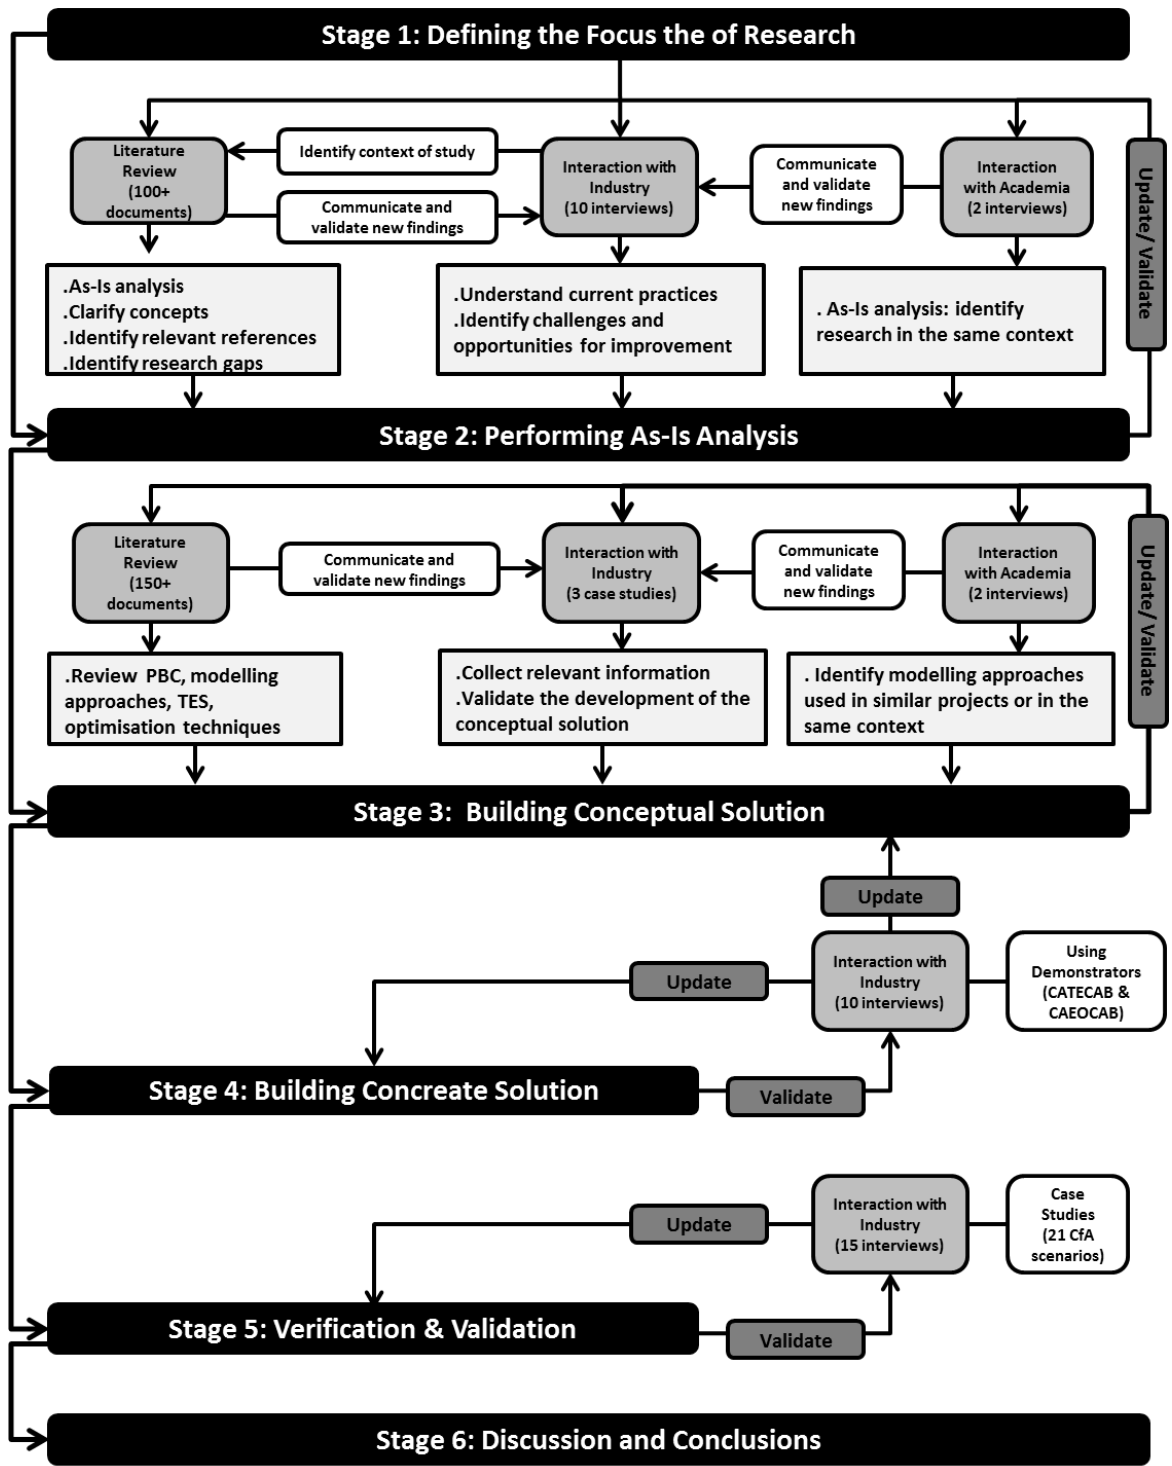 Stage 1: Defining the Focus the of Research
Literature
Review
(100+
documents)
Identify context of study
Communicate and
validate new findings
Interaction with
Industry
(10 interviews)
Communicate
and validate
new findings
Interaction
with Academia
(2 interviews)
Update/ Validate
.As-Is analysis
.Clarify concepts
.Identify relevant references
.Identify research gaps
.Understand current practices
.Identify challenges and
opportunities for improvement
. As-Is analysis: identify
research in the same context
Stage 2: Performing As-Is Analysis
Literature
Review
(150+
documents)
Communicate and
validate new findings
Interaction with
Industry
(3 case studies)
Communicate
and validate
new findings
Interaction
with Academia
(2 interviews)
Update/ Validate
.Review PBC, modelling
approaches, TES,
optimisation techniques
.Collect relevant information
.Validate the development of the
conceptual solution
. Identify modelling approaches
used in similar projects or in the
same context
Stage 3: Building Conceptual Solution
Update
Update
Interaction with
Industry
(10 interviews)
Using
Demonstrators
(CATECAB &
CAEOCAB)
Stage 4: Building Concreate Solution
Validate
Update
Interaction with
Industry
(15 interviews)
Case
Studies
(21 CfA
scenarios)
Stage 5: Verification & Validation
Validate
Stage 6: Discussion and Conclusions